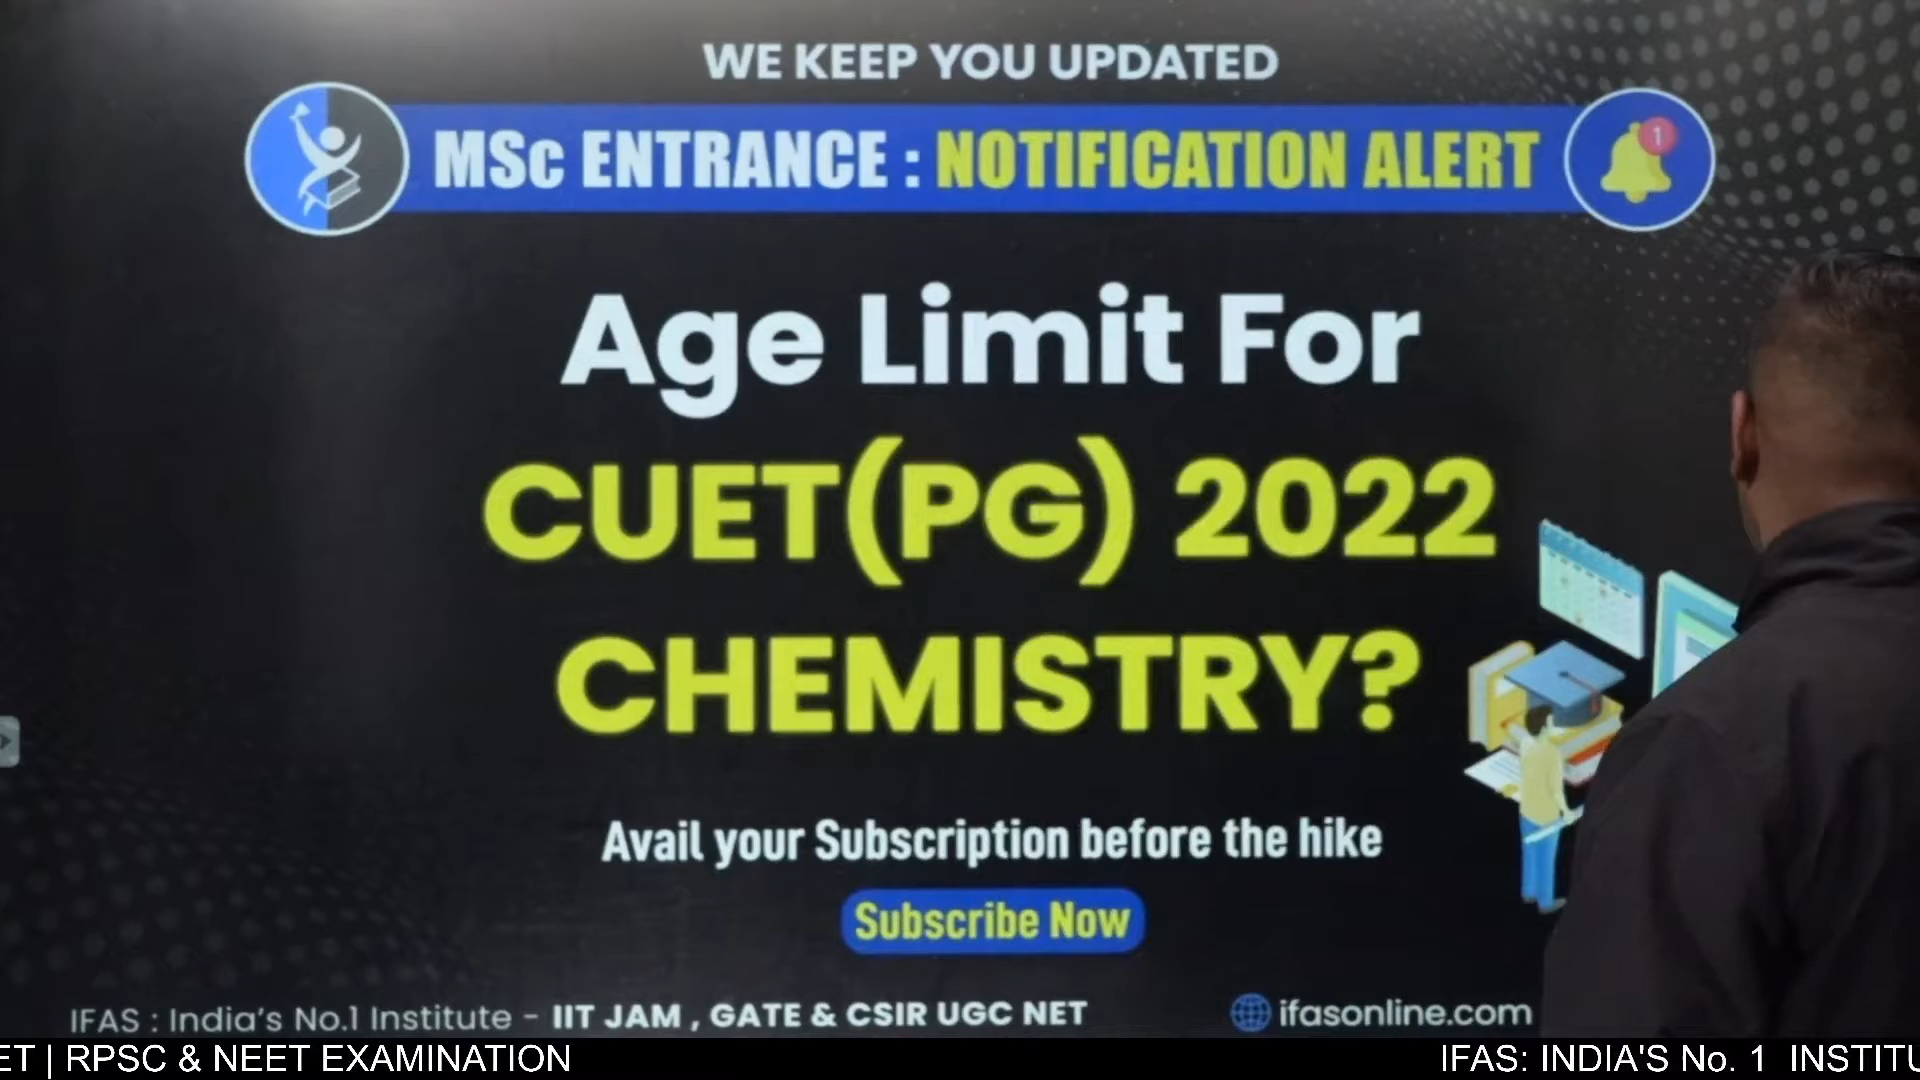 WE KEEP YOU UPDATED
MSc ENTRANCE : NOTIFICATION ALERT
1
Age Limit For
CUET(PG) 2022
CHEMISTRY?
Avail your Subscription before the hike
Subscribe Now
IFAS : India's No.1 Institute - IIT JAM , GATE & CSIR UGC NET
ifasonline.com
ET | RPSC & NEET EXAMINATION
IFAS: INDIA'S No. 1 INSTITU